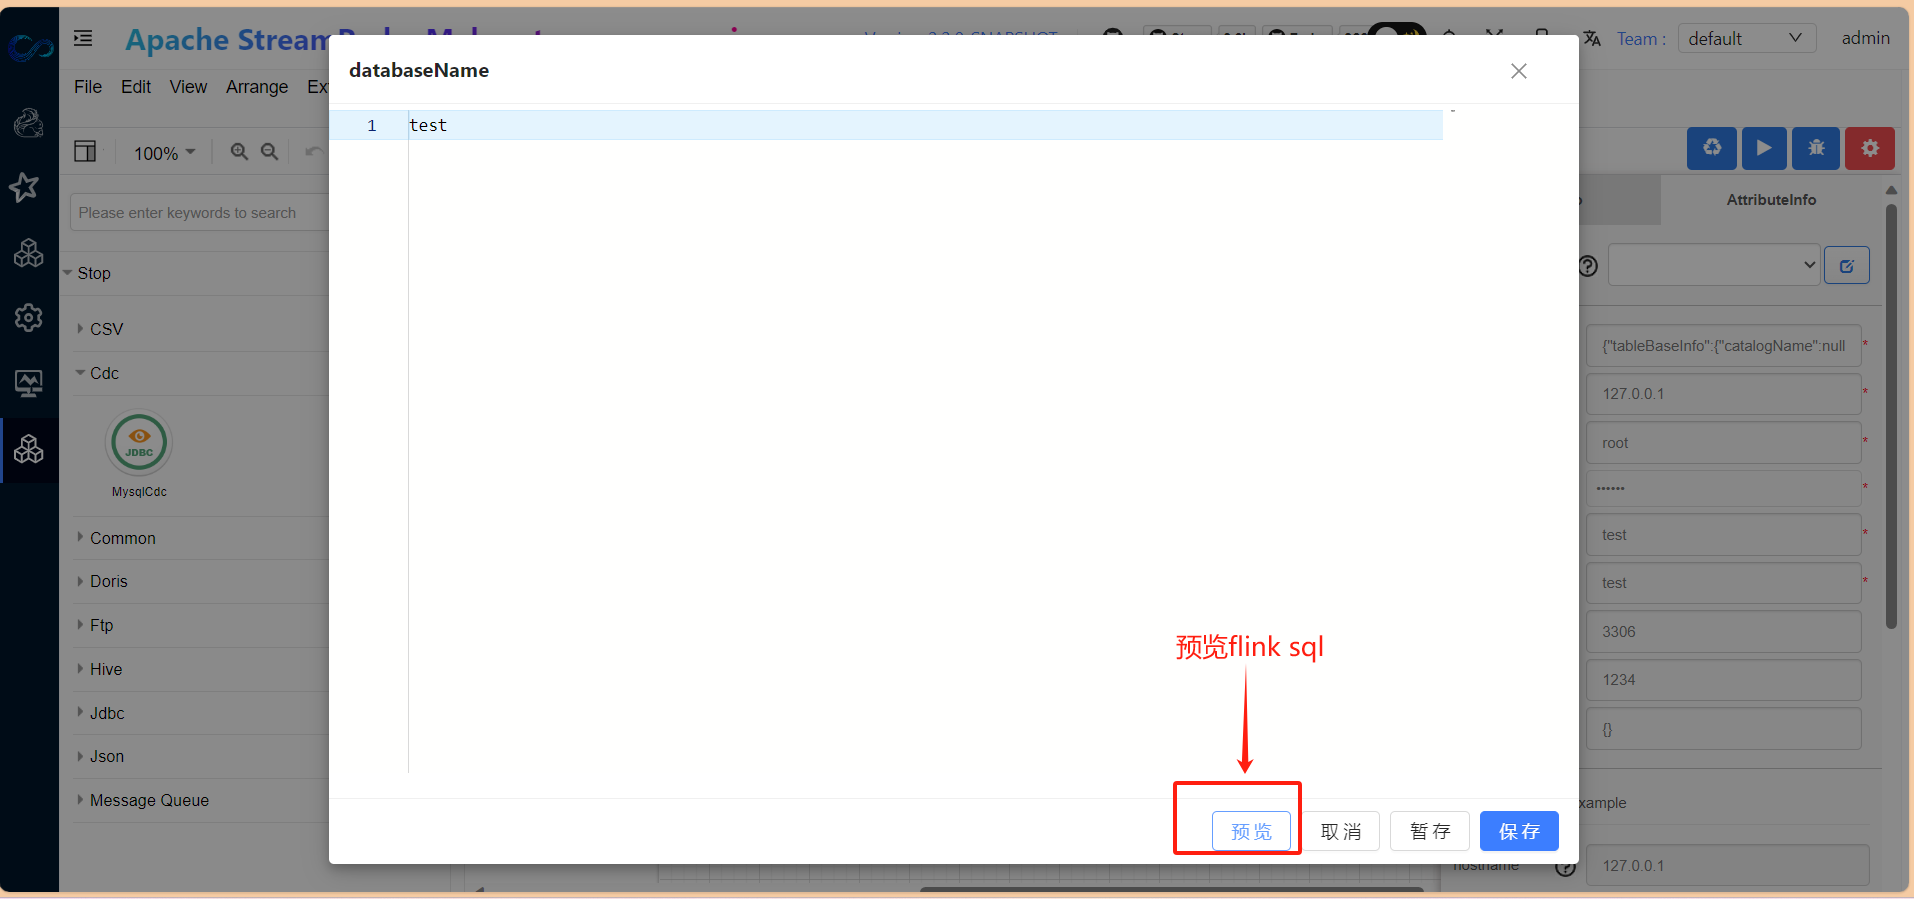 Apache Stream
Team :
default
admin
File
Edit
View
Arrange
databaseName
1
test
100%
Please enter keywords to search
AttributeInfo
Stop
CSV
Cdc
JDBC
MysqlCdc
Common
Doris
Ftp
Hive
Jdbc
Json
Message Queue
{"tableBaseInfo":{"catalogName":null
*
127.0.0.1
*
root
*
••••••
*
test
*
test
*
3306
1234
{}
预览flink sql
预览
取消
暂存
保存
xample
hostname
127.0.0.1